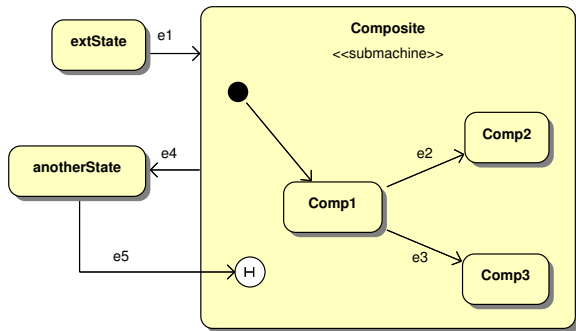 extState
e1
Composite
<<submachine>>
Comp2
e2
anotherState
e4
Comp1
e3
Comp3
e5
H